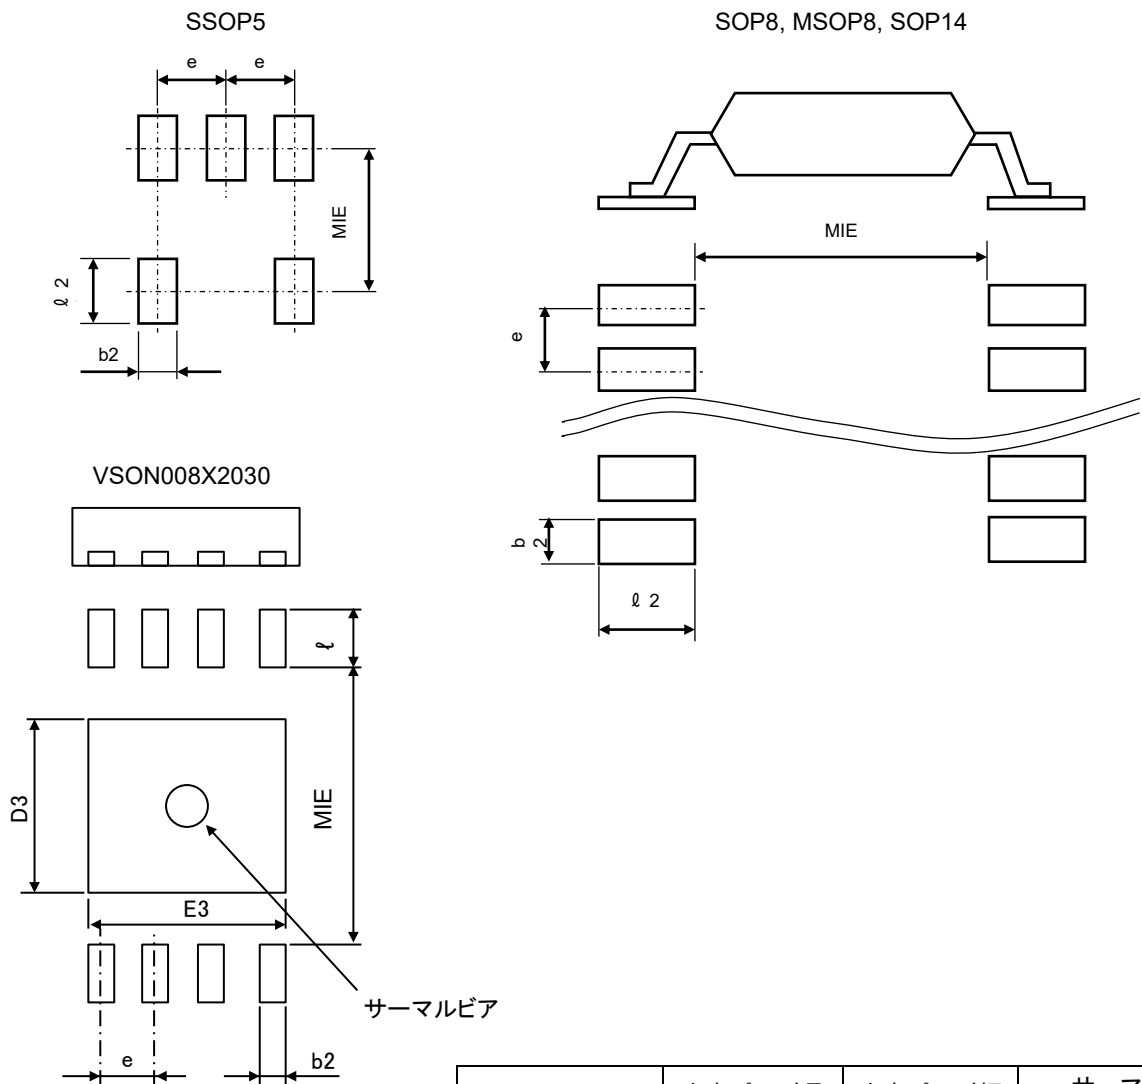 SSOP5
SOP8, MSOP8, SOP14
e
e
MIE
ℓ 2
b2
MIE
e
b
2
ℓ 2
VSON008X2030
ℓ
D3
MIE
E3
サーマルビア
e
b2